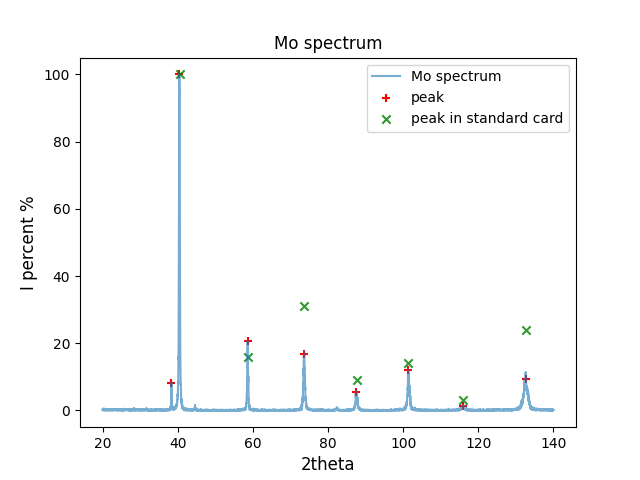 Mo spectrum
Mo spectrum
peak
peak in standard card
I percent %
100
80
60
40
20
0
20 40 60 80 100 120 140
2theta